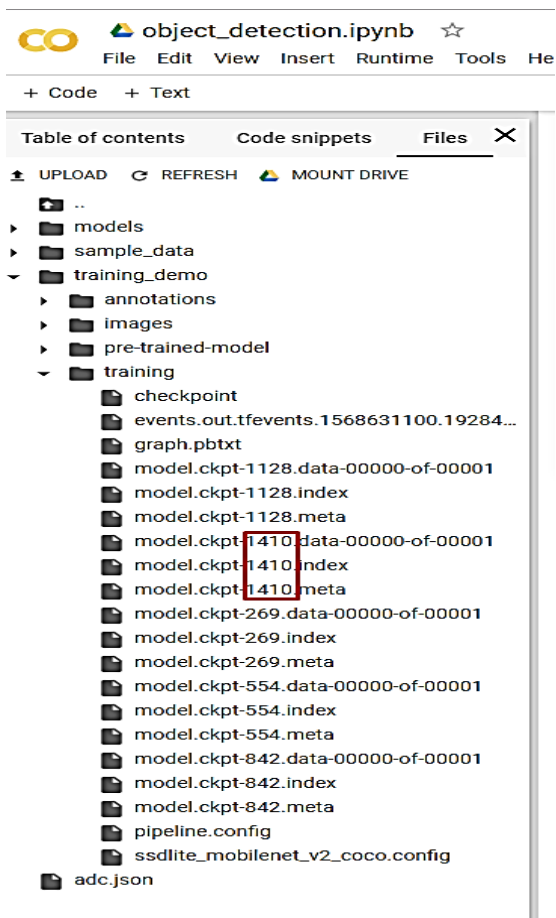 object_detection.ipynb
File Edit View Insert Runtime Tools He
+ Code + Text
Table of contents Code snippets Files X
UPLOAD REFRESH MOUNT DRIVE
..
models
sample_data
training_demo
annotations
images
pre-trained-model
training
checkpoint
events.out.tfevents.1568631100.19284...
graph.pbtxt
model.ckpt-1128.data-00000-of-00001
model.ckpt-1128.index
model.ckpt-1128.meta
model.ckpt-1410.data-00000-of-00001
model.ckpt-1410.index
model.ckpt-1410.meta
model.ckpt-269.data-00000-of-00001
model.ckpt-269.index
model.ckpt-269.meta
model.ckpt-554.data-00000-of-00001
model.ckpt-554.index
model.ckpt-554.meta
model.ckpt-842.data-00000-of-00001
model.ckpt-842.index
model.ckpt-842.meta
pipeline.config
ssdlite_mobilenet_v2_coco.config
adc.json